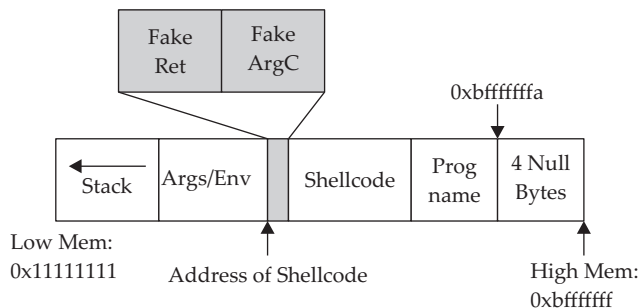 Fake
Ret
Fake
ArgC
0xbffffffa
Stack
Args/Env
Shellcode
Prog
name
4 Null
Bytes
Low Mem:
0x11111111
Address of Shellcode
High Mem:
0xbfffffff